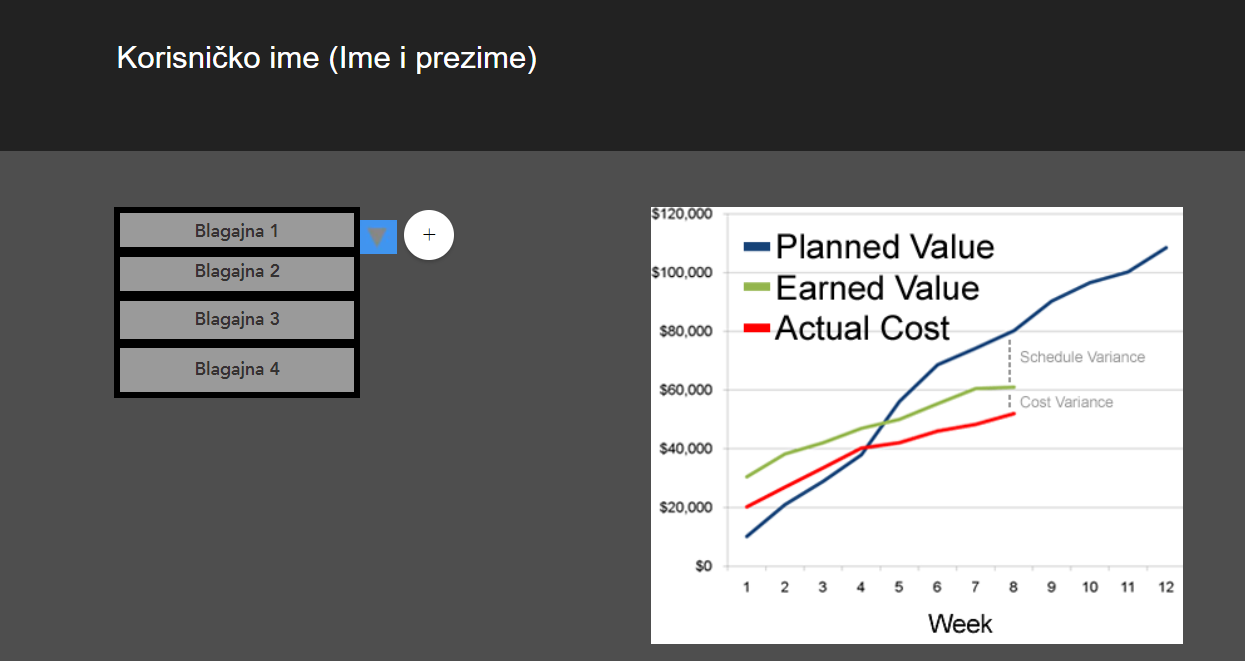 Korisničko ime (Ime i prezime)
Blagajna 1
Blagajna 2
Blagajna 3
Blagajna 4
+
$120,000
$100,000
$80,000
$60,000
$40,000
$20,000
$0
Planned Value
Earned Value
Actual Cost
Schedule Variance
Cost Variance
1 2 3 4 5 6 7 8 9 10 11 12
Week